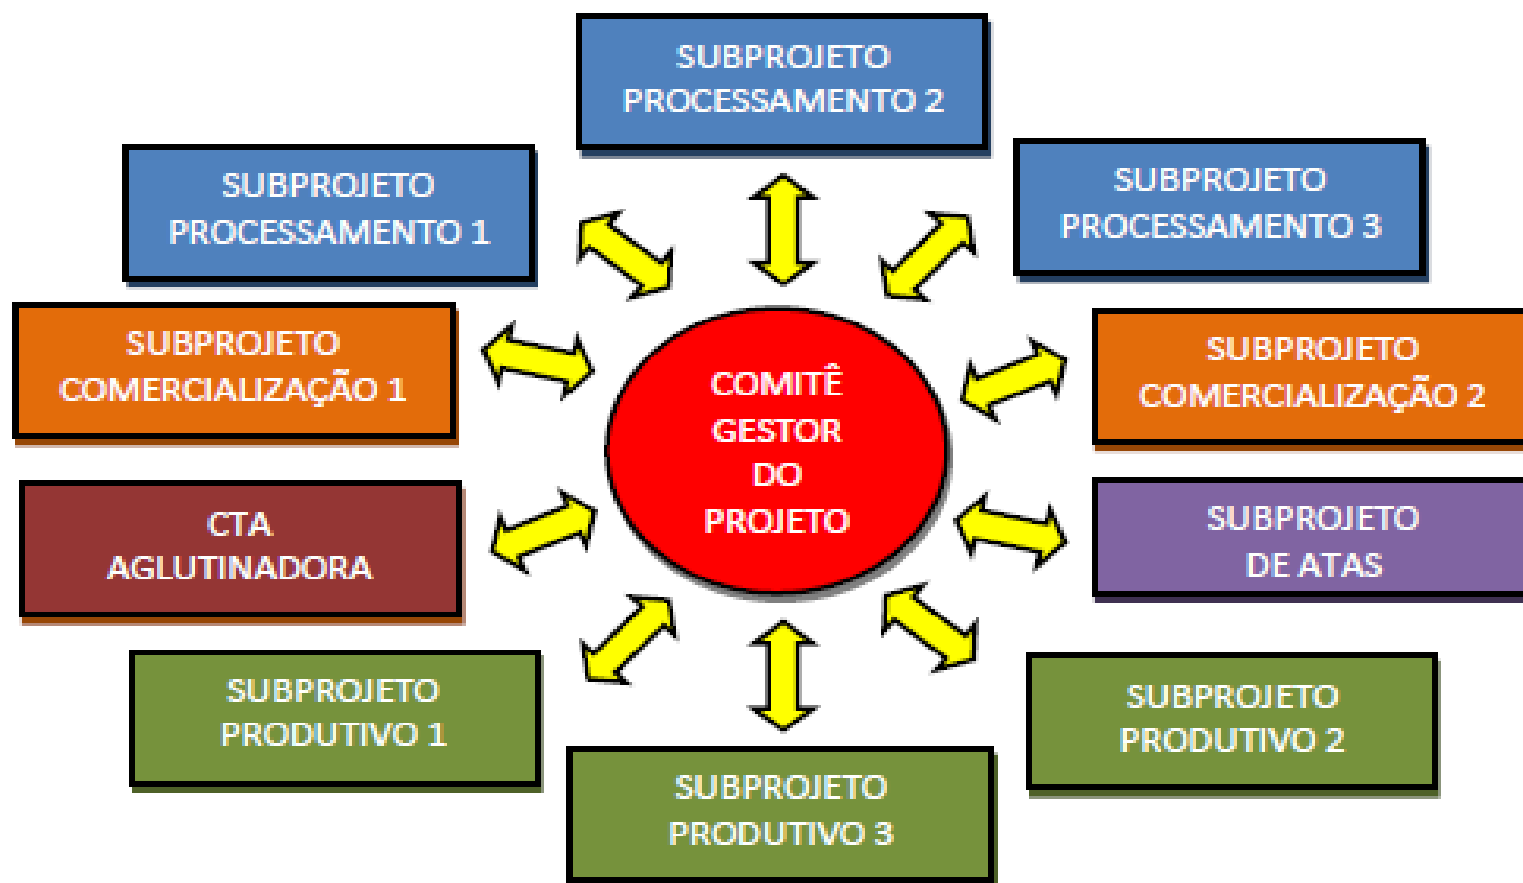 SUBPROJETO
PROCESSAMENTO 2
SUBPROJETO
PROCESSAMENTO 1
SUBPROJETO
PROCESSAMENTO 3
SUBPROJETO
COMERCIALIZAÇÃO 1
COMITÊ
GESTOR
DO
PROJETO
SUBPROJETO
COMERCIALIZAÇÃO 2
CTA
AGLUTINADORA
SUBPROJETO
DE ATAS
SUBPROJETO
PRODUTIVO 1
SUBPROJETO
PRODUTIVO 3
SUBPROJETO
PRODUTIVO 2